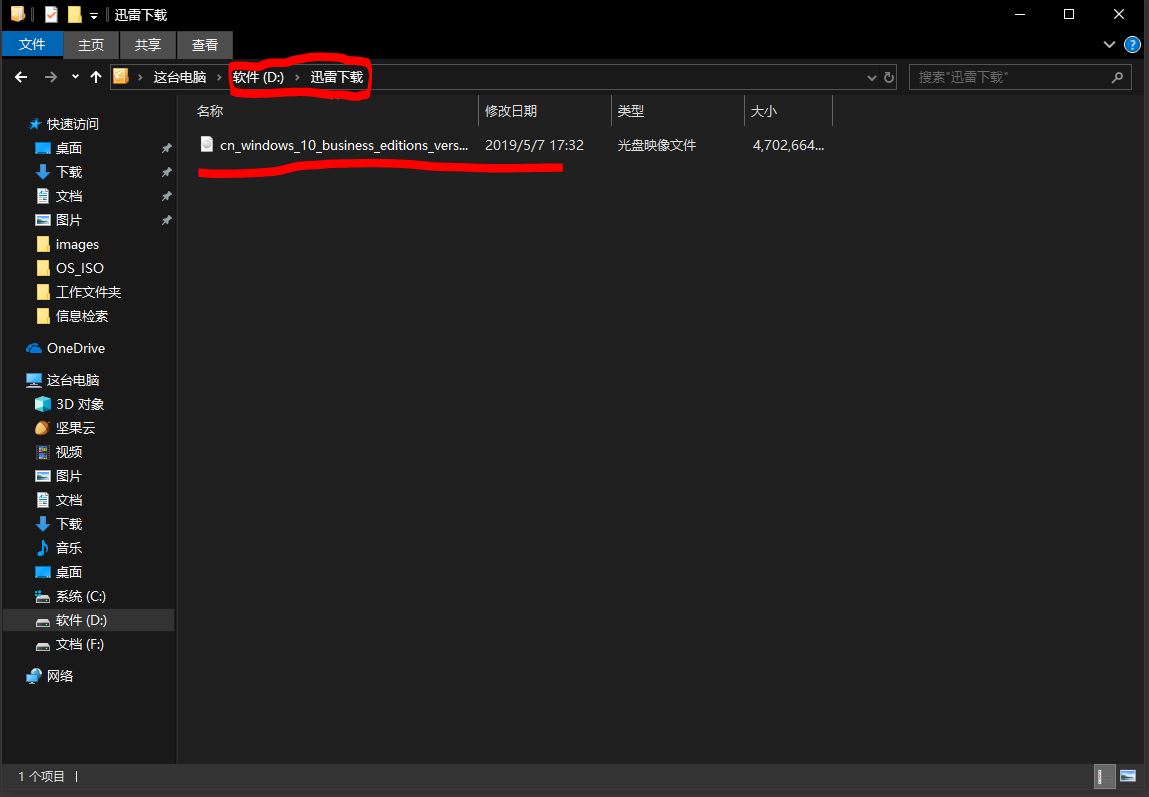 迅雷下载
文件 主页 共享 查看
这台电脑 软件 (D:) 迅雷下载 搜索"迅雷下载"
名称 修改日期 类型 大小
cn_windows_10_business_editions_vers... 2019/5/7 17:32 光盘映像文件 4,702,664...
快速访问
桌面
下载
文档
图片
images
OS_ISO
工作文件夹
信息检索
OneDrive
这台电脑
3D 对象
坚果云
视频
图片
文档
下载
音乐
桌面
系统 (C:)
软件 (D:)
文档 (F:)
网络
1 个项目